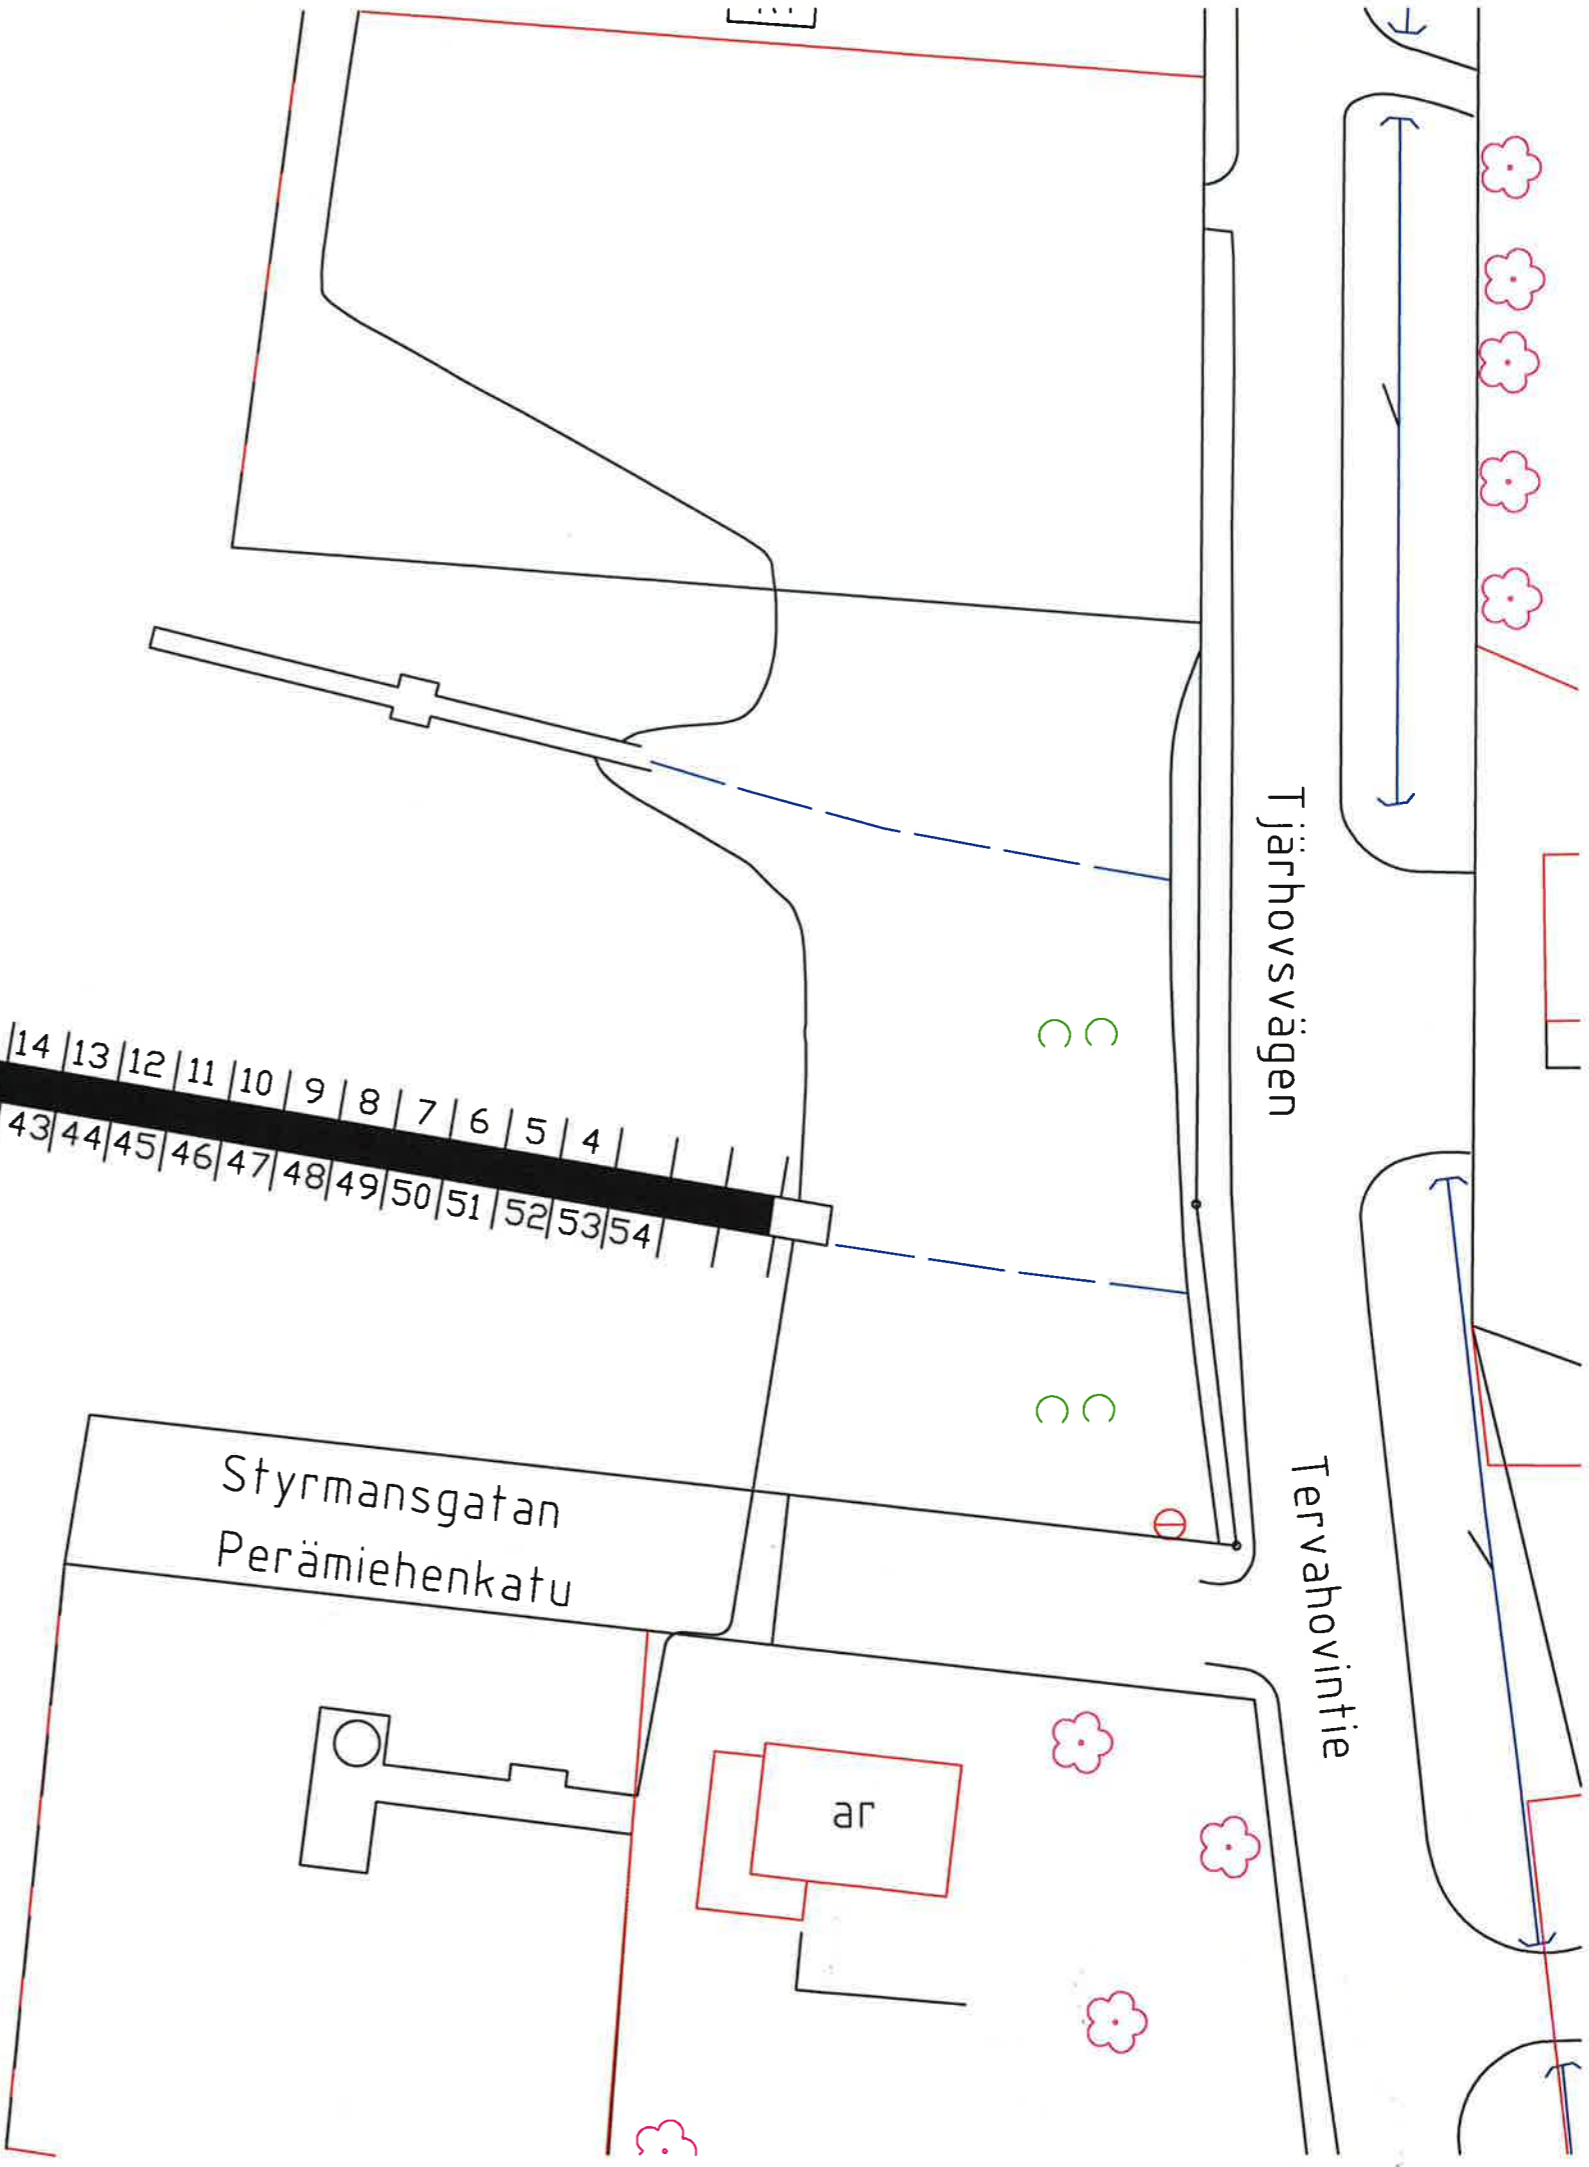 14 13 12 11 10 9 8 7 6 5 4
43 44 45 46 47 48 49 50 51 52 53 54
Tjärhovsvägen
Styrmansgatan
Perämiehenkatu
Tervahovintie
ar